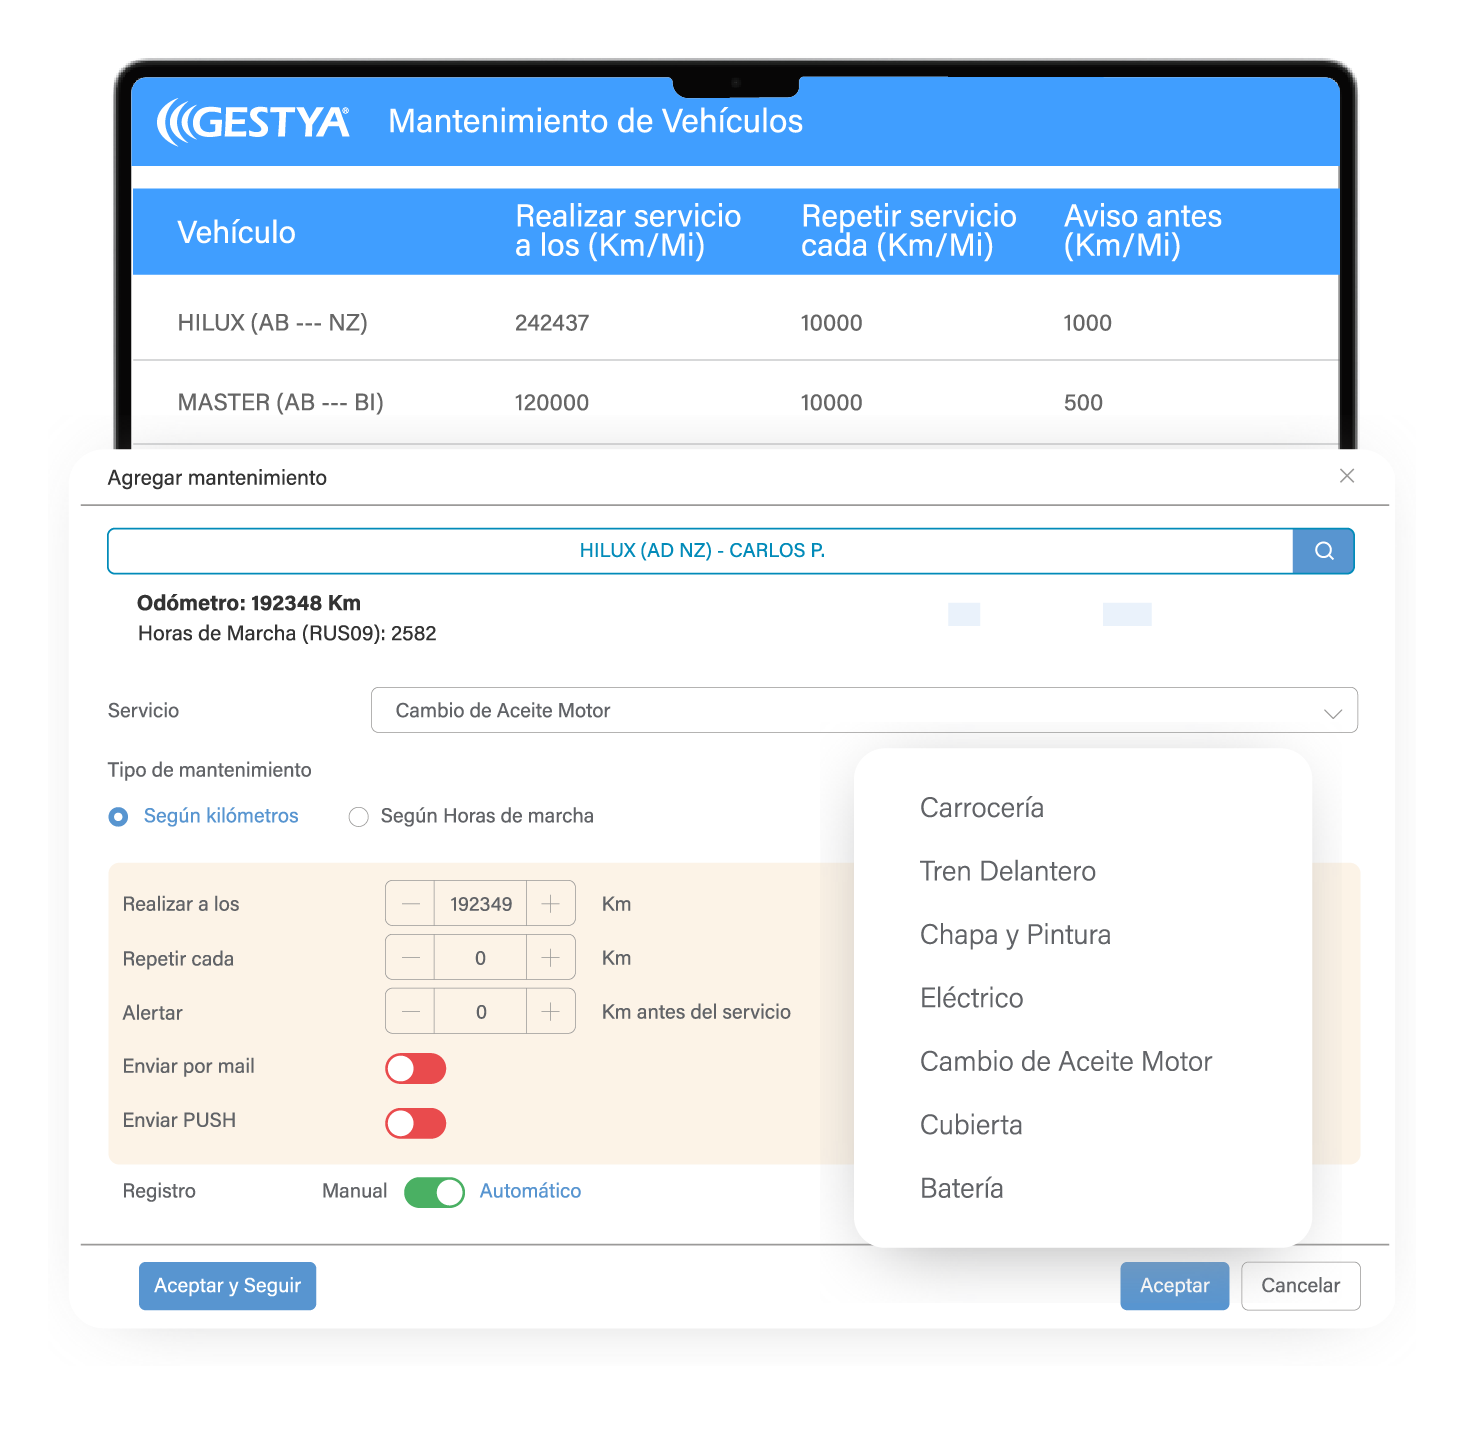 GESTYA® Mantenimiento de Vehículos
Vehículo
Realizar servicio
a los (Km/Mi)
Repetir servicio
cada (Km/Mi)
Aviso antes
(Km/Mi)
HILUX (AB --- NZ) 242437 10000 1000
MASTER (AB --- BI) 120000 10000 500
Agregar mantenimiento
HILUX (AD NZ) - CARLOS P.
Odómetro: 192348 Km
Horas de Marcha (RUS09): 2582
Servicio Cambio de Aceite Motor
Tipo de mantenimiento
Según kilómetros Según Horas de marcha
Realizar a los 192349 Km
Repetir cada 0 Km
Alertar 0 Km antes del servicio
Enviar por mail
Enviar PUSH
Registro Manual Automático
Carrocería
Tren Delantero
Chapa y Pintura
Eléctrico
Cambio de Aceite Motor
Cubierta
Batería
Aceptar y Seguir Aceptar Cancelar